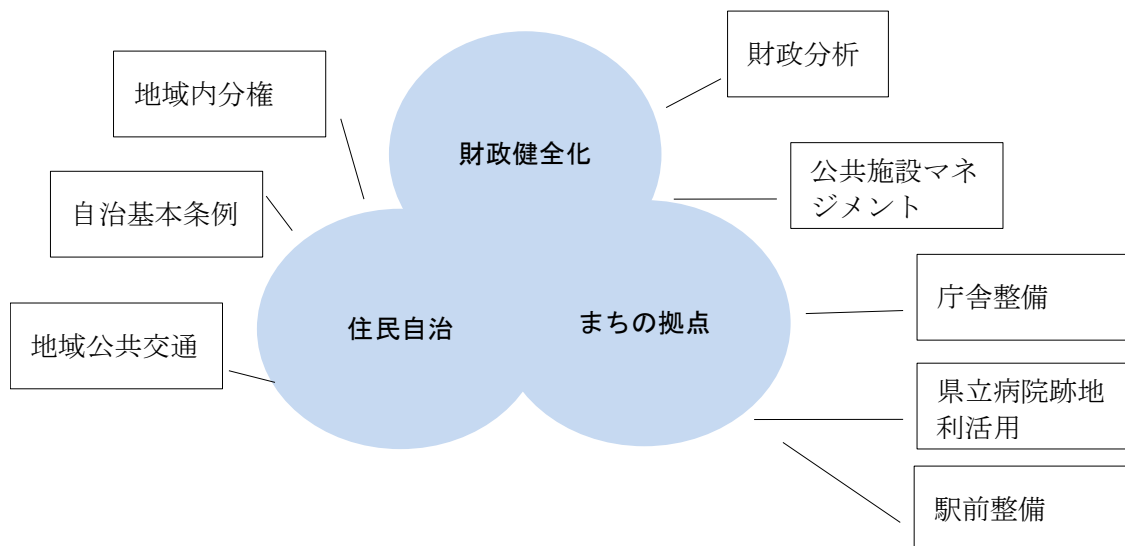 財政分析
地域内分権
財政健全化
公共施設マネ
ジメント
自治基本条例
庁舎整備
住民自治
まちの拠点
地域公共交通
県立病院跡地
利活用
駅前整備